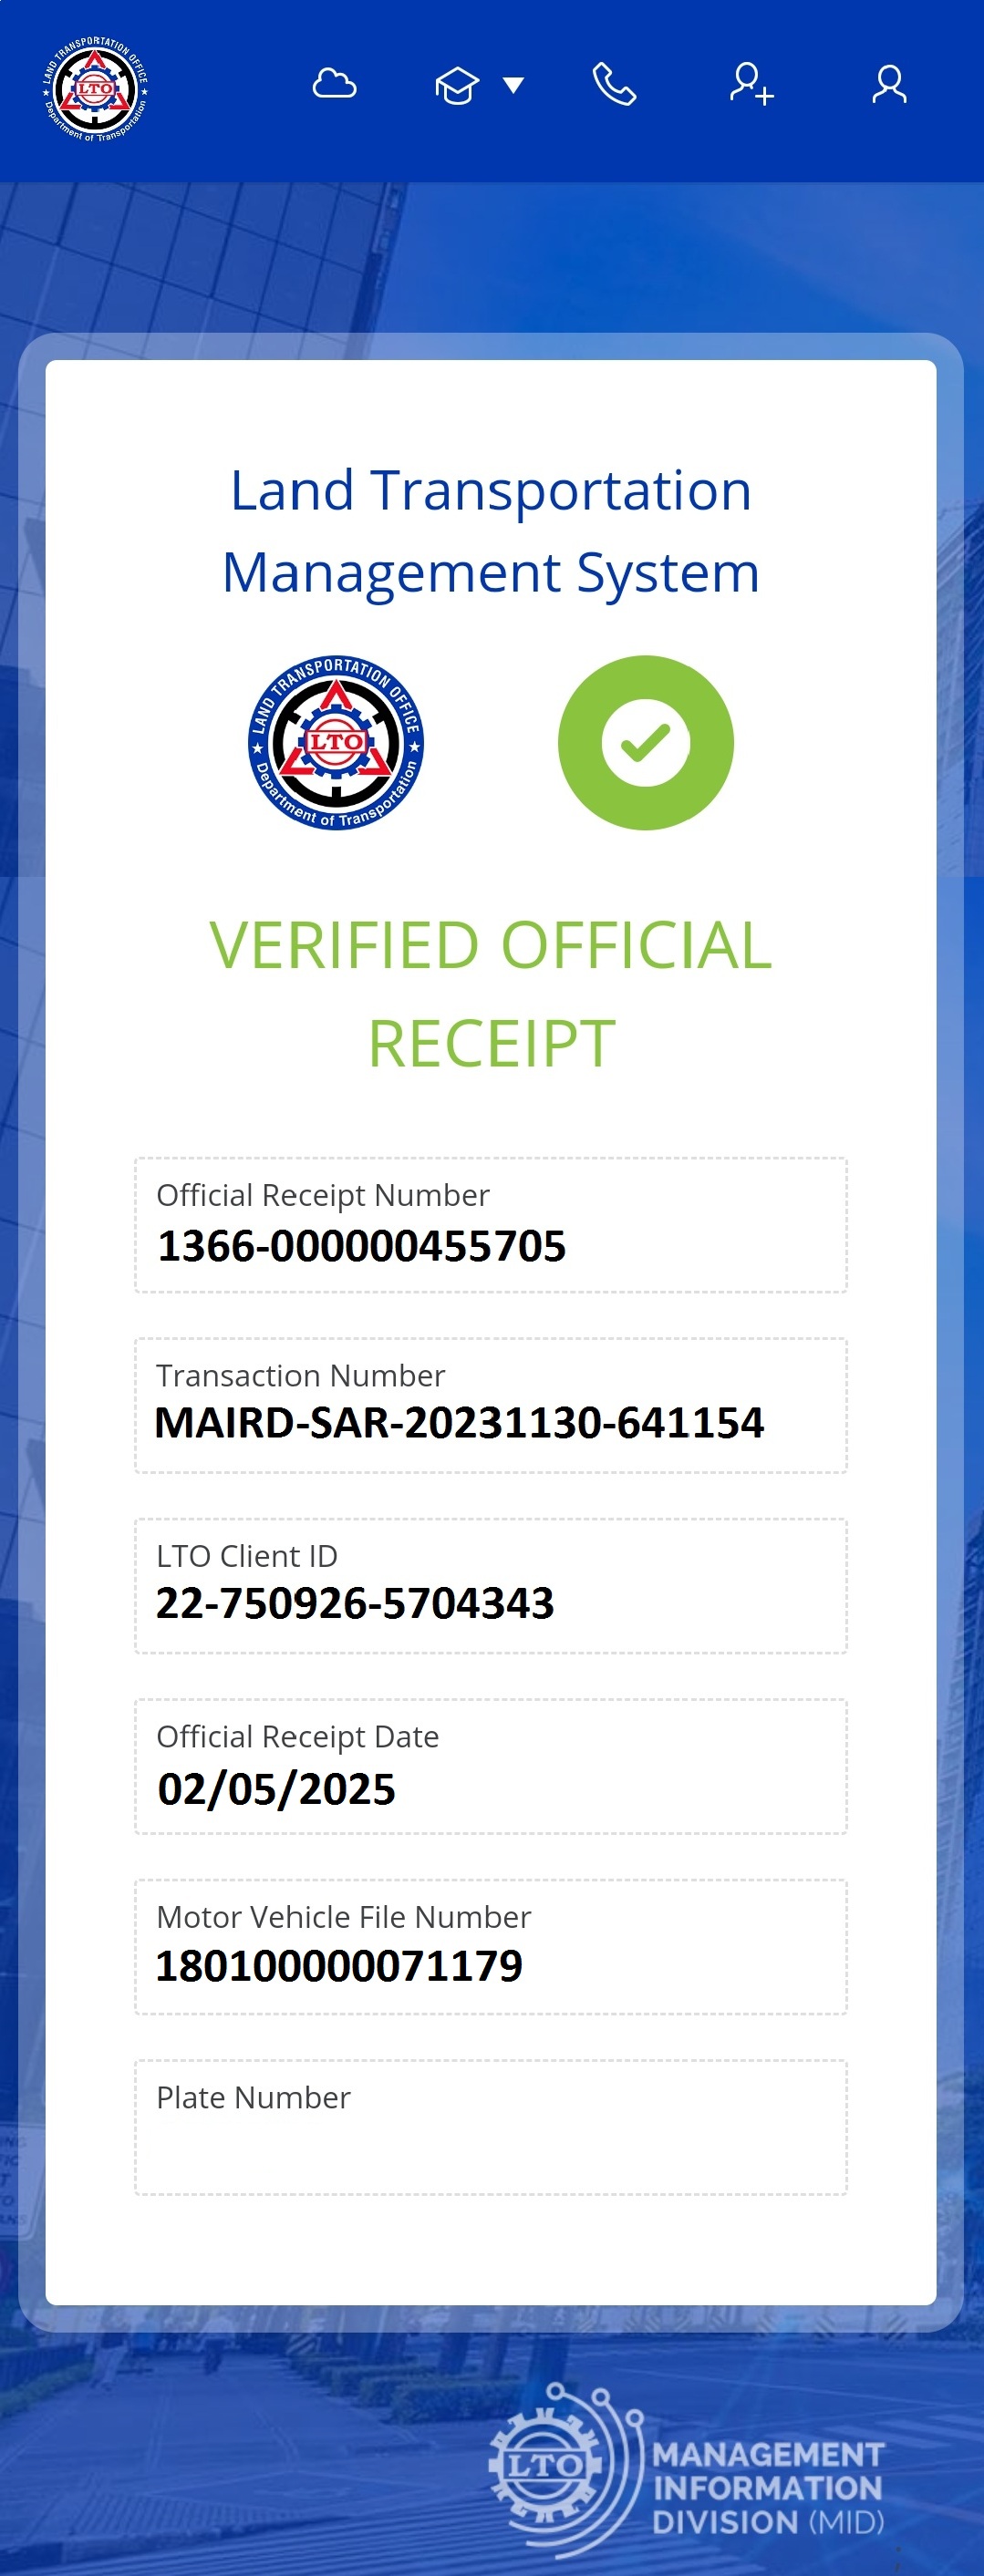 LAND TRANSPORTATION OFFICE
LTO
Department of Transportation
Land Transportation
Management System
LAND TRANSPORTATION OFFICE
LTO
Department of Transportation
VERIFIED OFFICIAL
RECEIPT
Official Receipt Number
1366-000000455705
Transaction Number
MAIRD-SAR-20231130-641154
LTO Client ID
22-750926-5704343
Official Receipt Date
02/05/2025
Motor Vehicle File Number
180100000071179
Plate Number
LTO
MANAGEMENT
INFORMATION
DIVISION (MID)